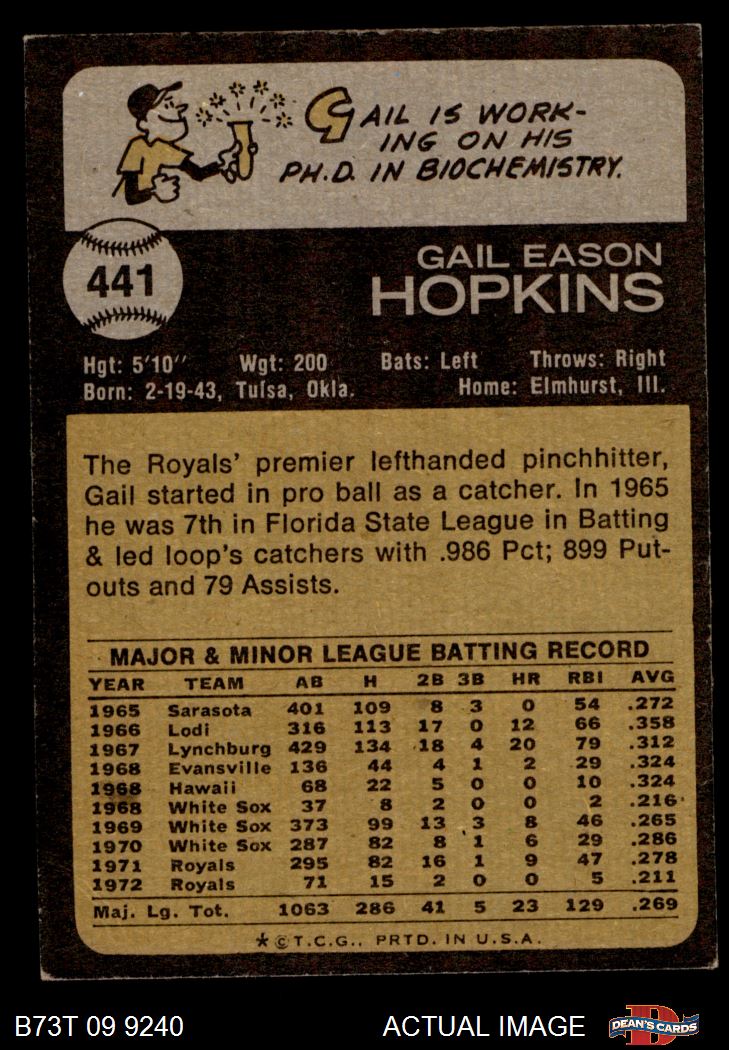 GAIL IS WORK-
ING ON HIS
PH.D. IN BIOCHEMISTRY.
441
GAIL EASON
HOPKINS
Hgt: 5'10" Wgt: 200 Bats: Left Throws: Right
Born: 2-19-43, Tulsa, Okla. Home: Elmhurst, Ill.
The Royals' premier lefthanded pinchhitter,
Gail started in pro ball as a catcher. In 1965
he was 7th in Florida State League in Batting
& led loop's catchers with .986 Pct; 899 Put-
outs and 79 Assists.
MAJOR & MINOR LEAGUE BATTING RECORD
YEAR TEAM AB H 2B 3B HR RBI AVG
1965 Sarasota 401 109 8 3 0 54 .272
1966 Lodi 316 113 17 0 12 66 .358
1967 Lynchburg 429 134 18 4 20 79 .312
1968 Evansville 136 44 4 1 2 29 .324
1968 Hawaii 68 22 5 0 0 10 .324
1968 White Sox 37 8 2 0 0 2 .216
1969 White Sox 373 99 13 3 8 46 .265
1970 White Sox 287 82 8 1 6 29 .286
1971 Royals 295 82 16 1 9 47 .278
1972 Royals 71 15 2 0 0 5 .211
Maj. Lg. Tot. 1063 286 41 5 23 129 .269
*©T.C.G., PRTD. IN U.S.A.
B73T 09 9240 ACTUAL IMAGE DEAN'S CARDS